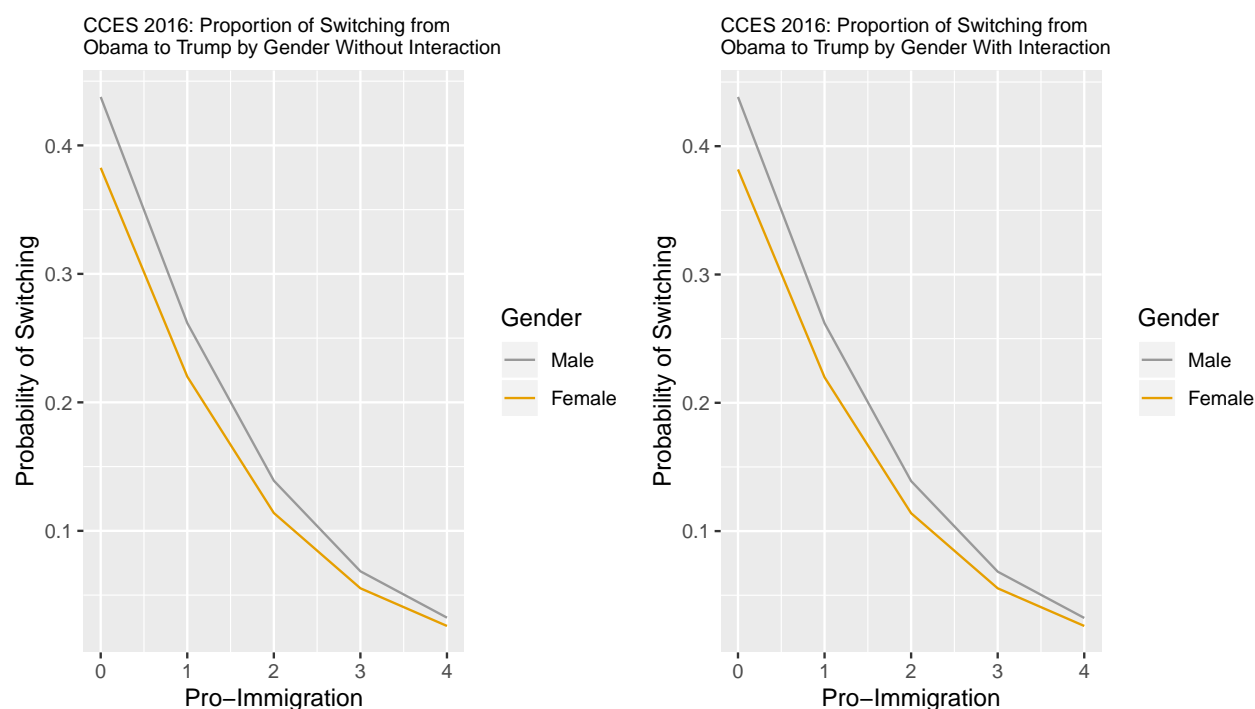 CCES 2016: Proportion of Switching from
Obama to Trump by Gender Without Interaction
Probability of Switching
0.4
0.3
0.2
0.1
0 1 2 3 4
Pro−Immigration
Gender
Male
Female
CCES 2016: Proportion of Switching from
Obama to Trump by Gender With Interaction
Probability of Switching
0.4
0.3
0.2
0.1
0 1 2 3 4
Pro−Immigration
Gender
Male
Female